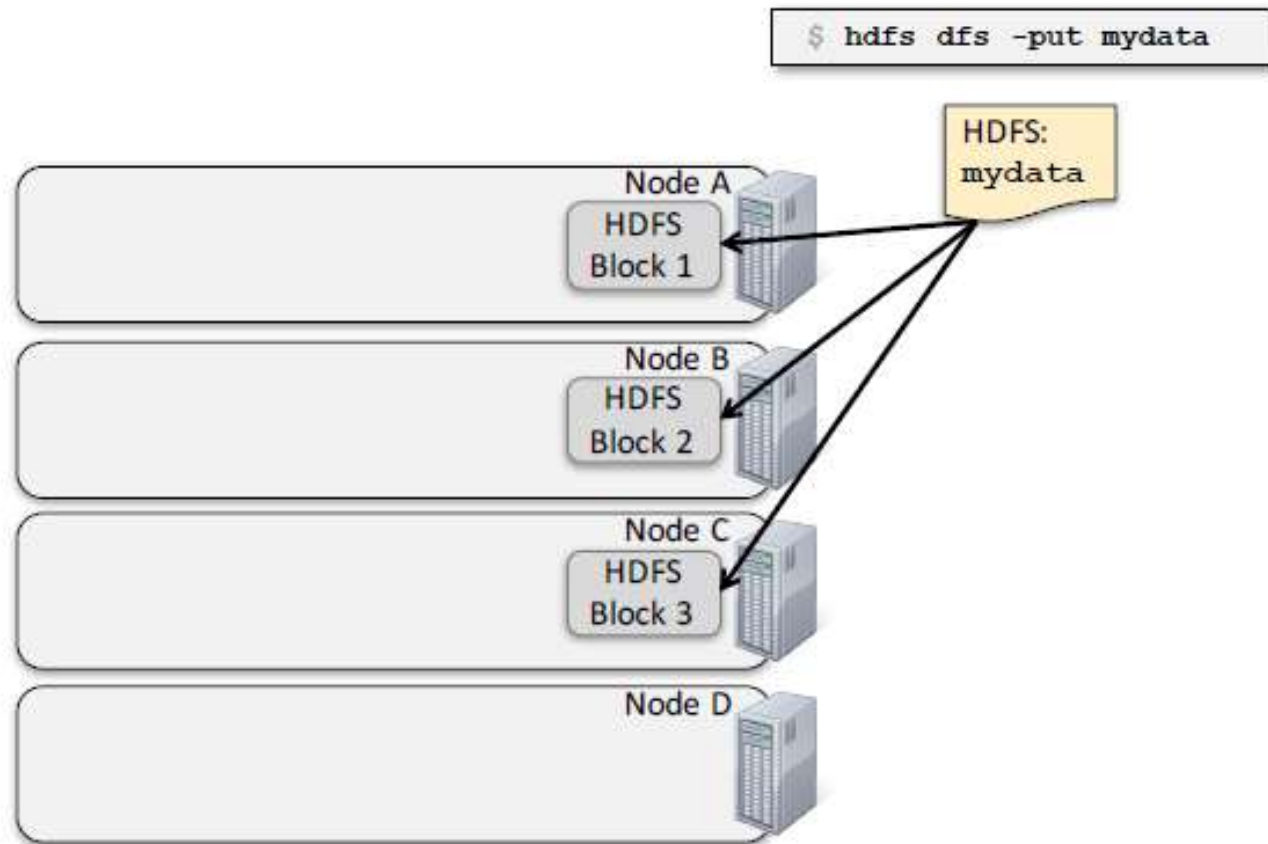 $ hdfs dfs -put mydata
HDFS:
mydata
Node A
HDFS
Block 1
Node B
HDFS
Block 2
Node C
HDFS
Block 3
Node D